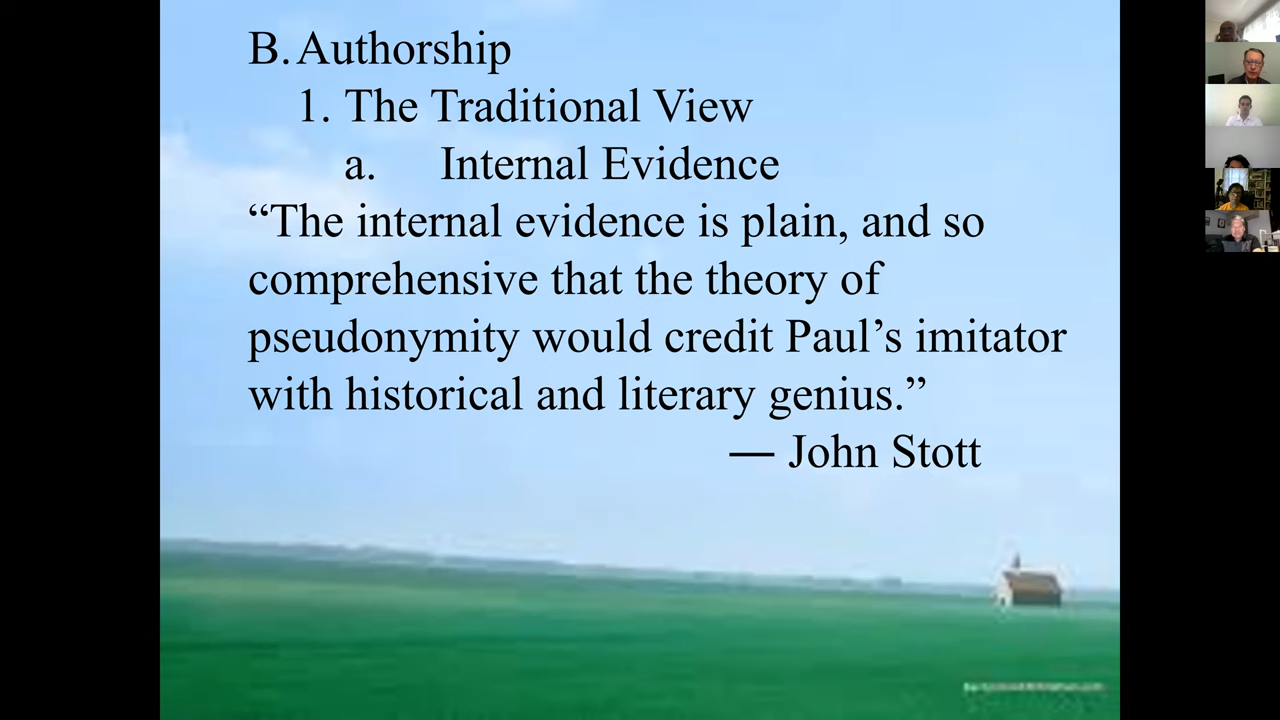 B. Authorship
1. The Traditional View
a. Internal Evidence
“The internal evidence is plain, and so
comprehensive that the theory of
pseudonymity would credit Paul’s imitator
with historical and literary genius.”
― John Stott